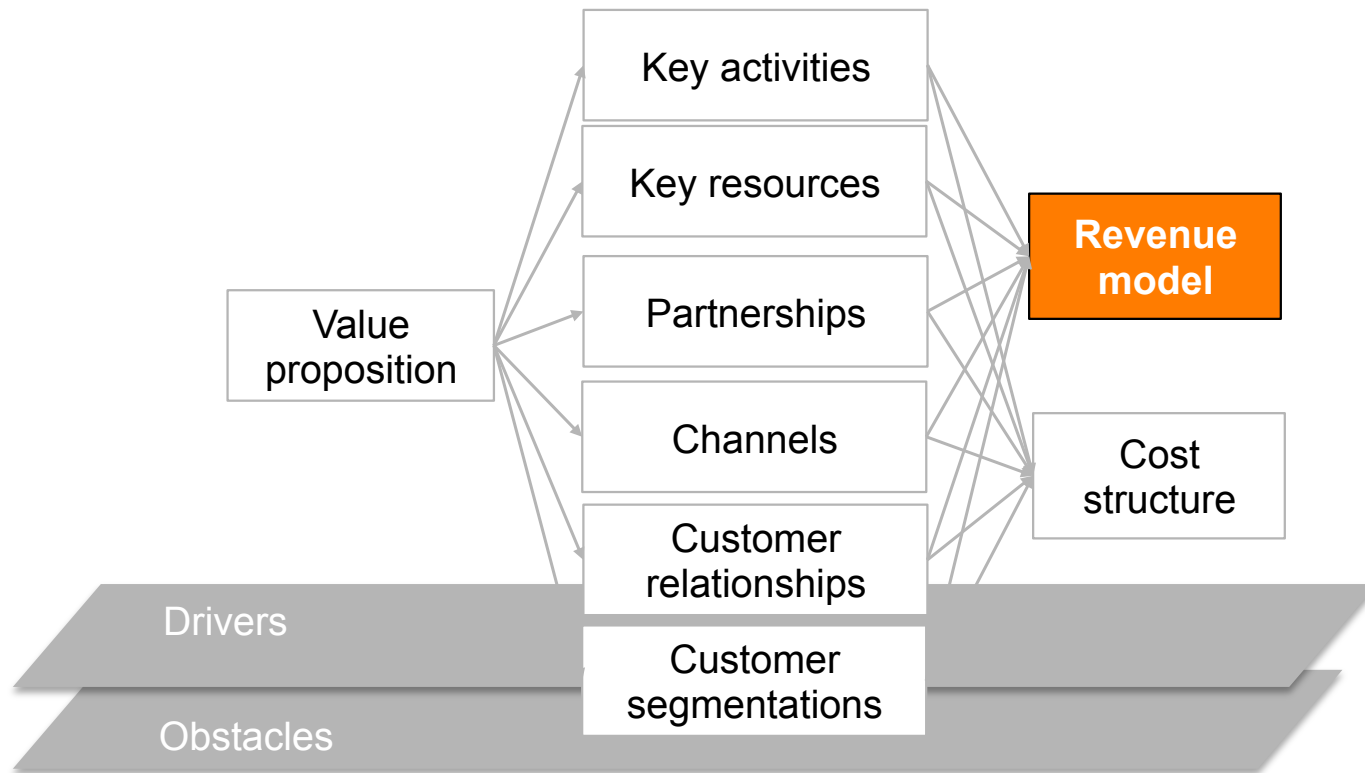 Key activities
Key resources
Revenue
model
Value
proposition
Partnerships
Channels
Cost
structure
Customer
relationships
Drivers
Customer
segmentations
Obstacles